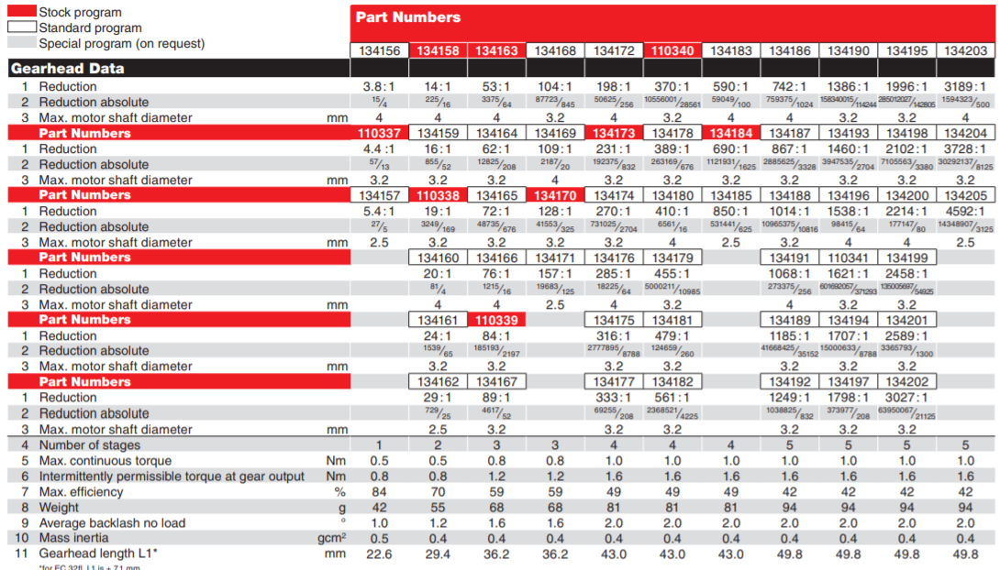 Stock program
Standard program
Special program (on request)
Part Numbers
134156 134158 134163 134168 134172 110340 134183 134186 134190 134195 134203
Gearhead Data
1 Reduction 3.8:1 14:1 53:1 104:1 198:1 370:1 590:1 742:1 1386:1 1996:1 3189:1
2 Reduction absolute 15/4 225/16 3375/64 87723/845 50625/256 10556001/28561 59049/100 759375/1024 158340015/114244 285012027/142805 1594323/500
3 Max. motor shaft diameter mm 4 4 4 3.2 4 3.2 4 4 3.2 3.2 4
Part Numbers 110337 134159 134164 134169 134173 134178 134184 134187 134193 134198 134204
1 Reduction 4.4:1 16:1 62:1 109:1 231:1 389:1 690:1 867:1 1460:1 2102:1 3728:1
2 Reduction absolute 57/13 855/52 12825/208 2187/20 192375/832 263169/676 1121931/1625 2885625/3328 3947535/2704 7105563/3380 30292137/8125
3 Max. motor shaft diameter mm 3.2 3.2 3.2 4 3.2 3.2 3.2 3.2 3.2 3.2 3.2
Part Numbers 134157 110338 134165 134170 134174 134180 134185 134188 134196 134200 134205
1 Reduction 5.4:1 19:1 72:1 128:1 270:1 410:1 850:1 1014:1 1538:1 2214:1 4592:1
2 Reduction absolute 27/5 3249/169 48735/676 41553/325 731025/2704 6561/16 531441/625 10965375/10816 98415/64 177147/80 14348907/3125
3 Max. motor shaft diameter mm 2.5 3.2 3.2 3.2 3.2 4 2.5 3.2 4 4 2.5
Part Numbers 134160 134166 134171 134176 134179 134191 110341 134199
1 Reduction 20:1 76:1 157:1 285:1 455:1 1068:1 1621:1 2458:1
2 Reduction absolute 81/4 1215/16 19683/125 18225/64 5000211/10985 273375/256 601692057/371293 135005697/54925
3 Max. motor shaft diameter mm 4 4 2.5 4 3.2 4 3.2 3.2
Part Numbers 134161 110339 134175 134181 134189 134194 134201
1 Reduction 24:1 84:1 316:1 479:1 1185:1 1707:1 2589:1
2 Reduction absolute 1539/65 185193/2197 2777895/8788 124659/260 41668425/35152 15000633/8788 3365793/1300
3 Max. motor shaft diameter mm 3.2 3.2 3.2 3.2 3.2 3.2 3.2
Part Numbers 134162 134167 134177 134182 134192 134197 134202
1 Reduction 29:1 89:1 333:1 561:1 1249:1 1798:1 3027:1
2 Reduction absolute 729/25 4617/52 69255/208 2368521/4225 1038825/832 373977/208 63950067/21125
3 Max. motor shaft diameter mm 2.5 3.2 3.2 3.2 3.2 3.2 3.2
4 Number of stages 1 2 3 3 4 4 4 5 5 5 5
5 Max. continuous torque Nm 0.5 0.5 0.8 0.8 1.0 1.0 1.0 1.0 1.0 1.0 1.0
6 Intermittently permissible torque at gear output Nm 0.8 0.8 1.2 1.2 1.6 1.6 1.6 1.6 1.6 1.6 1.6
7 Max. efficiency % 84 70 59 59 49 49 49 42 42 42 42
8 Weight g 42 55 68 68 81 81 81 94 94 94 94
9 Average backlash no load ° 1.0 1.2 1.6 1.6 2.0 2.0 2.0 2.0 2.0 2.0 2.0
10 Mass inertia gcm² 0.5 0.4 0.4 0.4 0.4 0.4 0.4 0.4 0.4 0.4 0.4
11 Gearhead length L1* mm 22.6 29.4 36.2 36.2 43.0 43.0 43.0 49.8 49.8 49.8 49.8